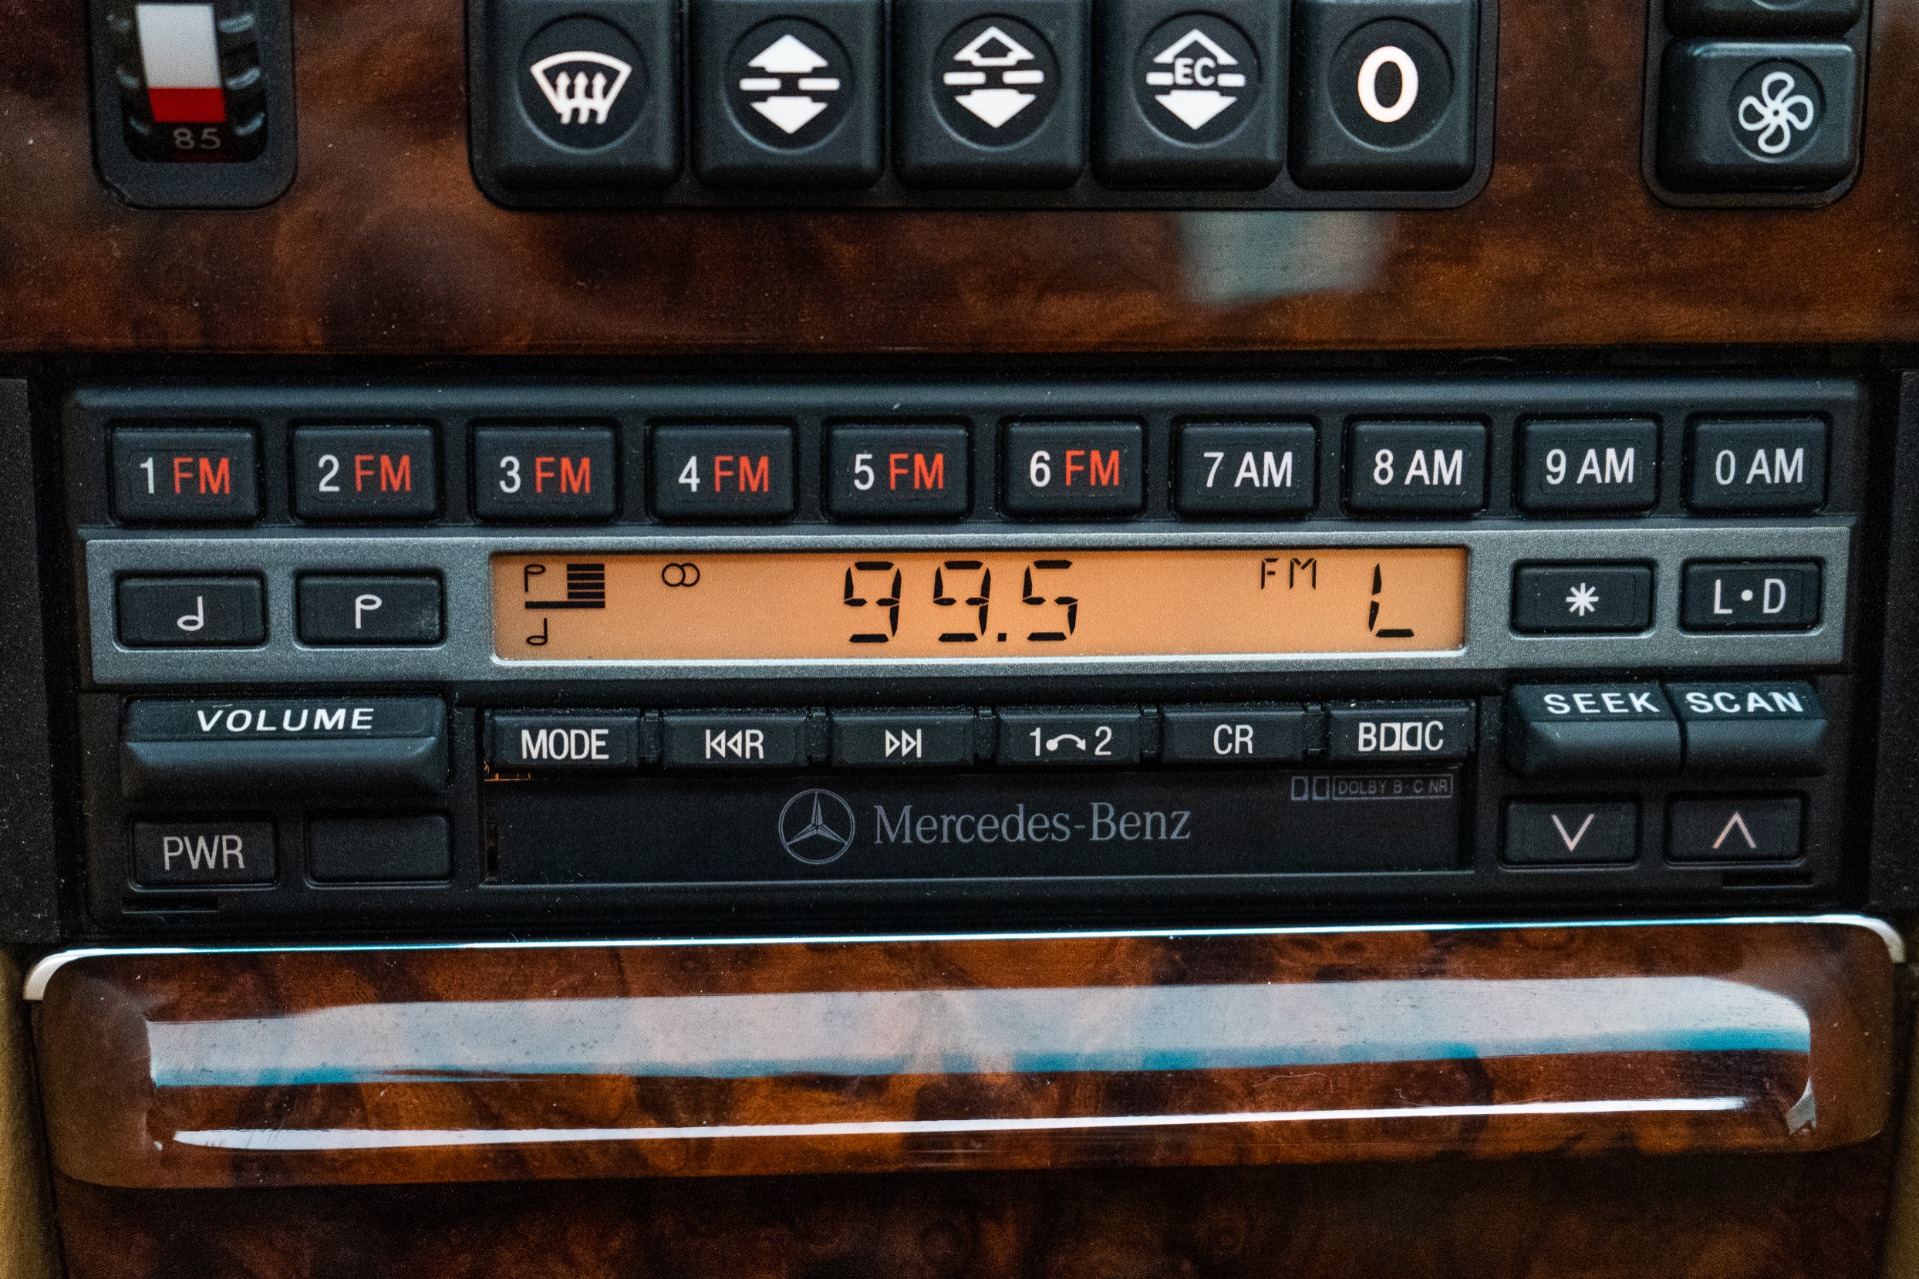 85
EC
0
1 FM 2 FM 3 FM 4 FM 5 FM 6 FM 7 AM 8 AM 9 AM 0 AM
99.5 FM L
* L•D
VOLUME
MODE R 1 2 CR B C
SEEK SCAN
DOLBY B·C NR
Mercedes-Benz
PWR